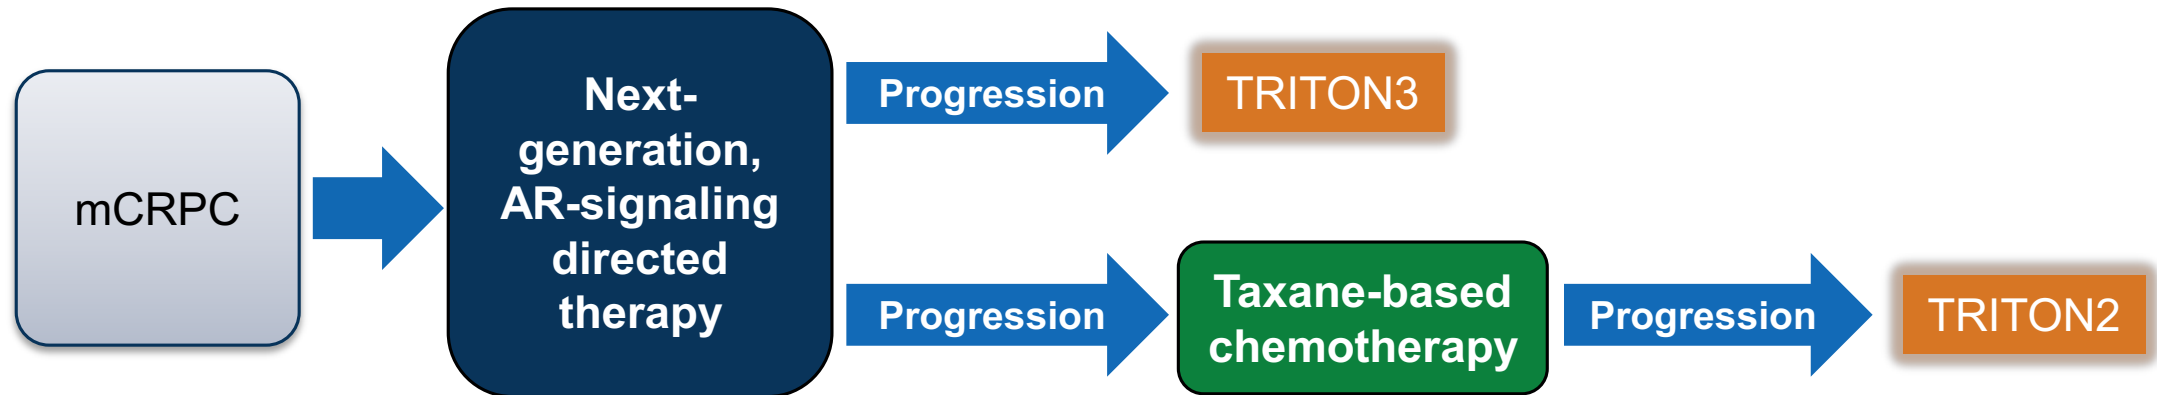 mCRPC
Next-
generation,
AR-signaling
directed
therapy
Progression
TRITON3
Progression
Taxane-based
chemotherapy
Progression
TRITON2